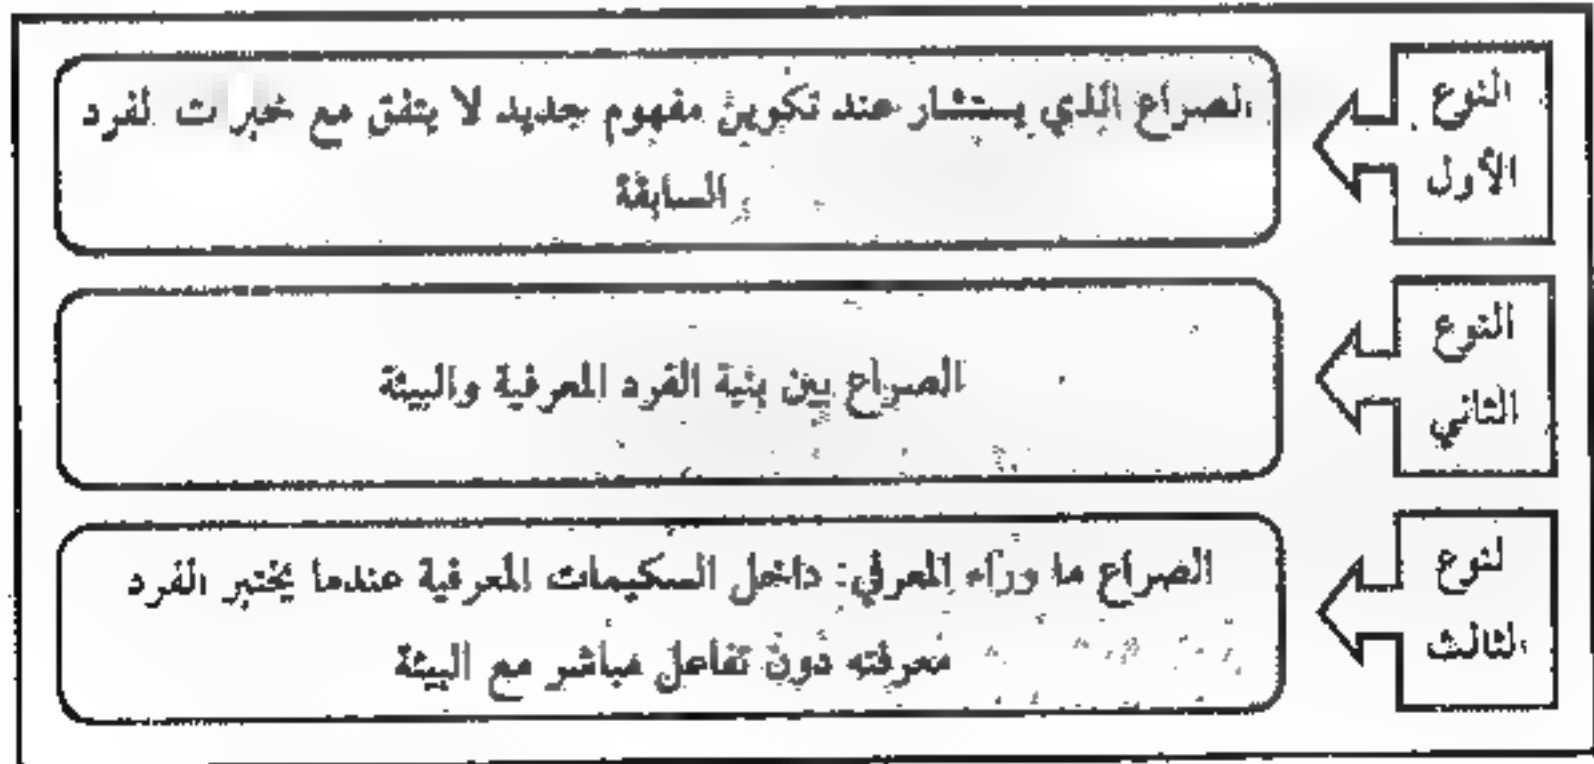 النوع
الأول
الصراع الذي يستثار عند تكوين مفهوم جديد لا يتفق مع خبرات الفرد
السابقة
النوع
الثاني
الصراع بين بنية الفرد المعرفية والبيئة
النوع
الثالث
الصراع ما وراء المعرفي: داخل السكيمات المعرفية عندما يختبر الفرد
معرفته دون تفاعل مباشر مع البيئة